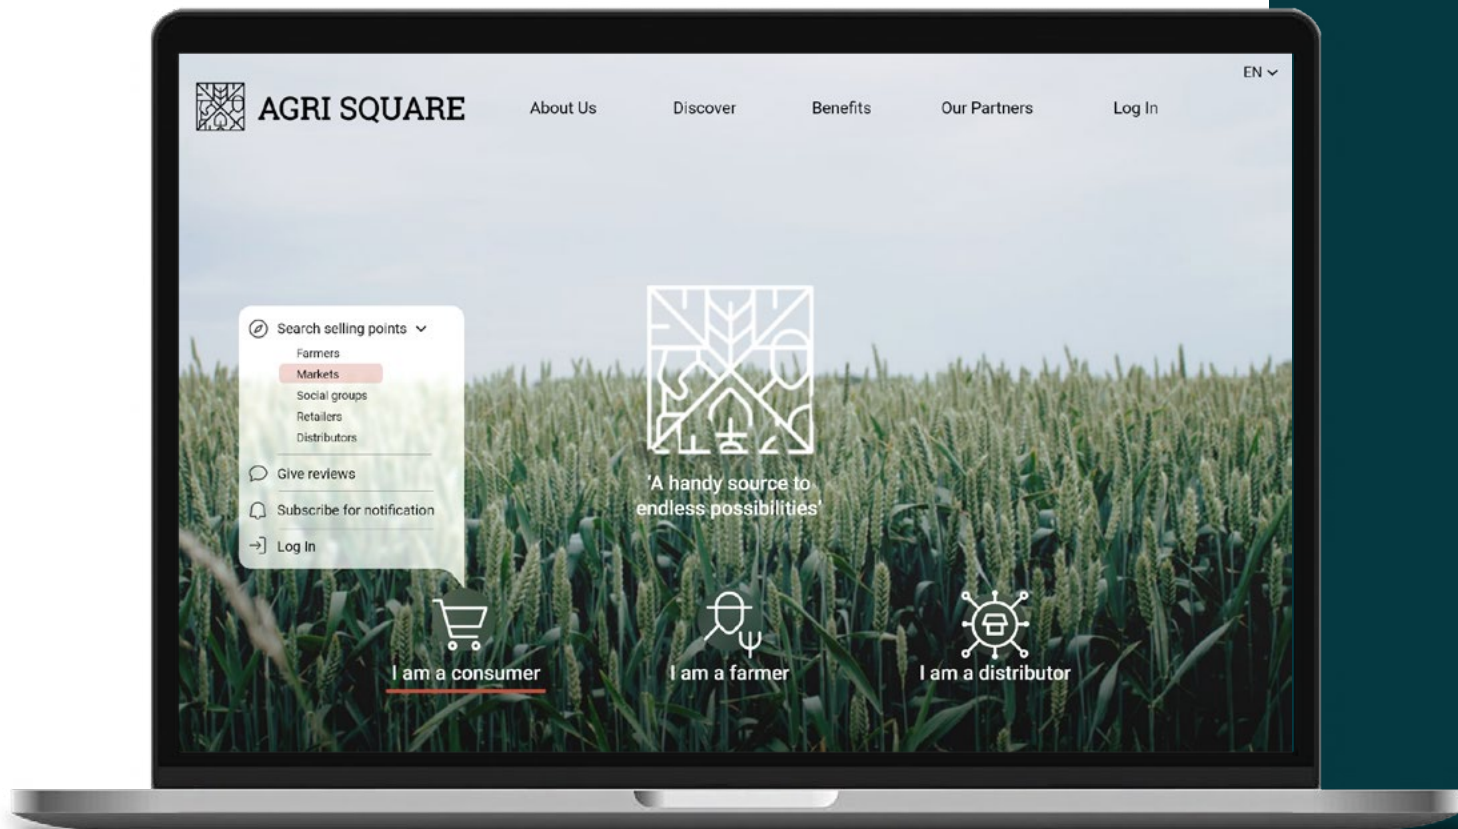 EN
AGRI SQUARE
About Us
Discover
Benefits
Our Partners
Log In
Search selling points
Farmers
Markets
Social groups
Retailers
Distributors
Give reviews
Subscribe for notification
Log In
'A handy source to
endless possibilities'
I am a consumer
I am a farmer
I am a distributor